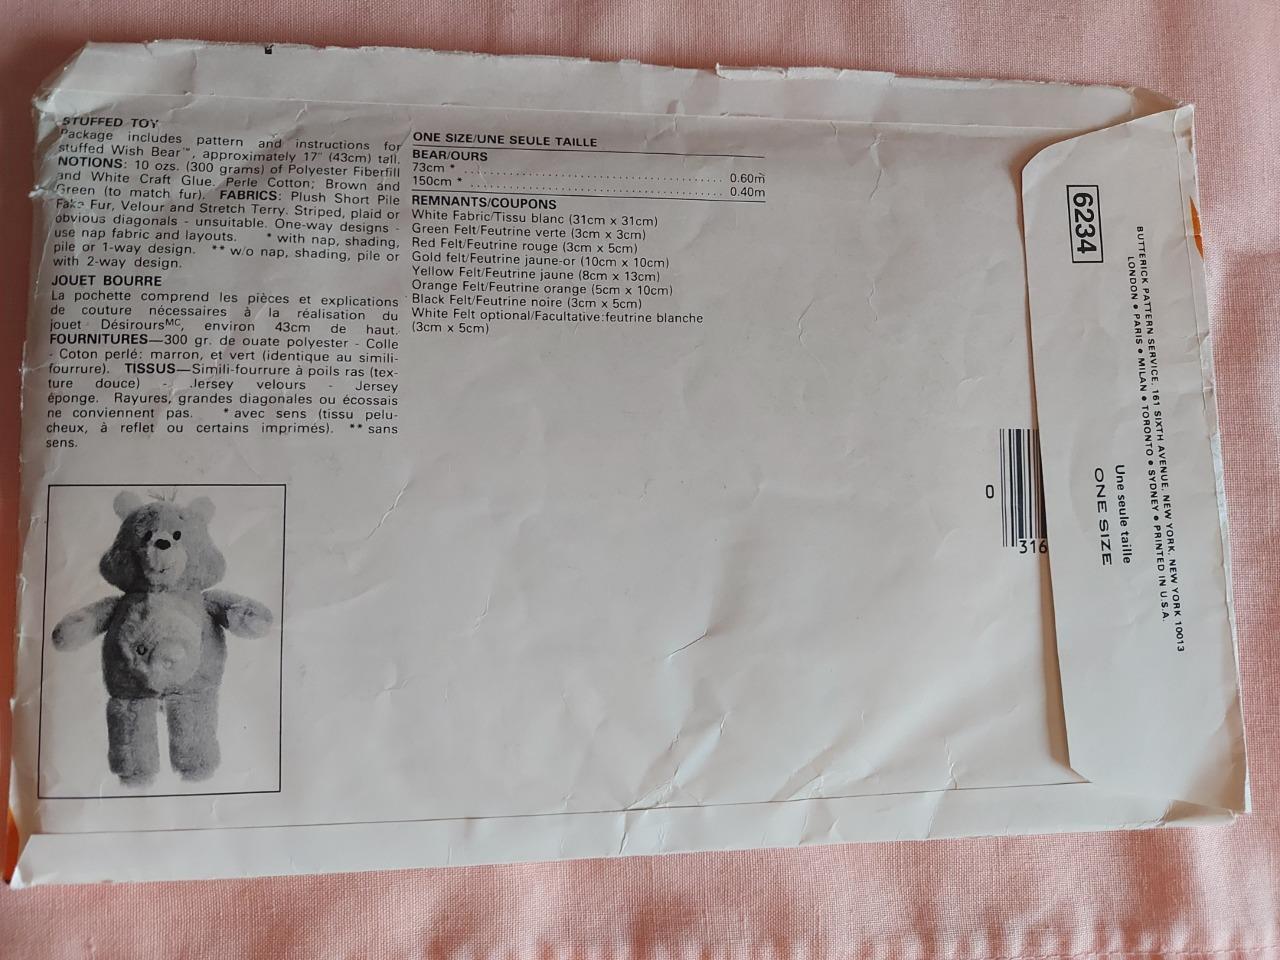 STUFFED TOY
Package includes pattern and instructions for
stuffed Wish Bear™, approximately 17" (43cm) tall.
NOTIONS: 10 ozs. (300 grams) of Polyester Fiberfill
and White Craft Glue. Perle Cotton; Brown and
Green (to match fur). FABRICS: Plush Short Pile
Fake Fur, Velour and Stretch Terry. Striped, plaid or
obvious diagonals - unsuitable. One-way designs -
use nap fabric and layouts. * with nap, shading,
pile or 1-way design. ** w/o nap, shading, pile or
with 2-way design.
JOUET BOURRE
La pochette comprend les pièces et explications
de couture nécessaires à la réalisation du
jouet DésiroursMC, environ 43cm de haut.
FOURNITURES—300 gr. de ouate polyester - Colle
- Coton perlé: marron, et vert (identique au simili-
fourrure). TISSUS—Simili-fourrure à poils ras (tex-
ture douce) - Jersey velours - Jersey
éponge. Rayures, grandes diagonales ou écossais
ne conviennent pas. * avec sens (tissu pelu-
cheux, à reflet ou certains imprimés). ** sans
sens.
ONE SIZE/UNE SEULE TAILLE
BEAR/OURS
73cm * ........................................ 0.60m
150cm * ....................................... 0.40m
REMNANTS/COUPONS
White Fabric/Tissu blanc (31cm x 31cm)
Green Felt/Feutrine verte (3cm x 3cm)
Red Felt/Feutrine rouge (3cm x 5cm)
Gold felt/Feutrine jaune-or (10cm x 10cm)
Yellow Felt/Feutrine jaune (8cm x 13cm)
Orange Felt/Feutrine orange (5cm x 10cm)
Black Felt/Feutrine noire (3cm x 5cm)
White Felt optional/Facultative:feutrine blanche
(3cm x 5cm)
0
316
6234
BUTTERICK PATTERN SERVICE, 161 SIXTH AVENUE, NEW YORK, NEW YORK 10013
LONDON • PARIS • MILAN • TORONTO • SYDNEY • PRINTED IN U.S.A.
Une seule taille
ONE SIZE